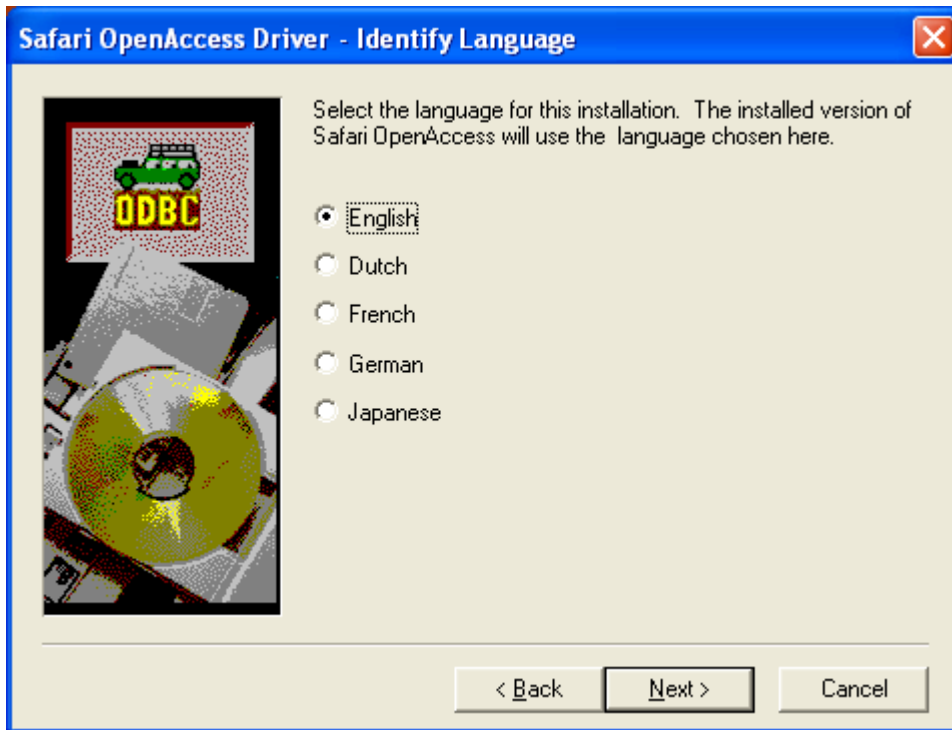 Safari OpenAccess Driver - Identify Language
Select the language for this installation. The installed version of
Safari OpenAccess will use the language chosen here.
ODBC
English
Dutch
French
German
Japanese
< Back
Next >
Cancel